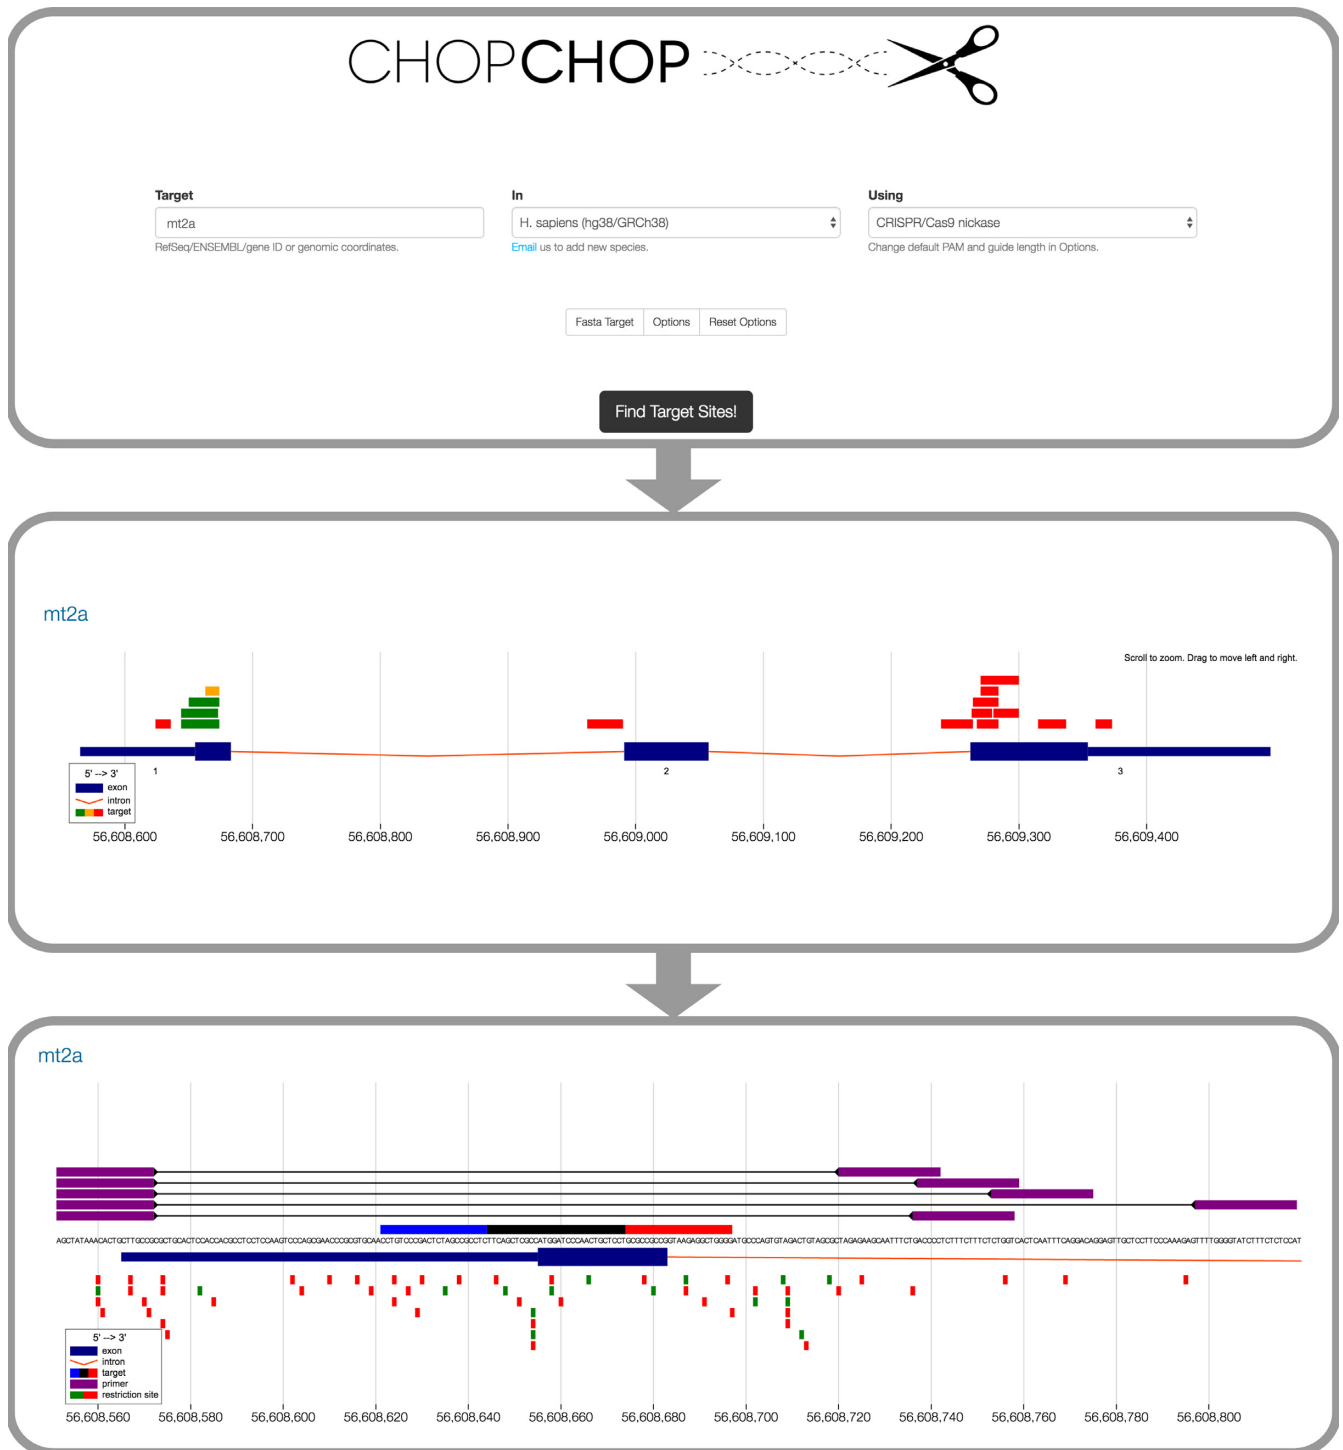 CHOPCHOP
Target
In
Using
mt2a
H. sapiens (hg38/GRCh38)
CRISPR/Cas9 nickase
RefSeq/ENSEMBL/gene ID or genomic coordinates.
Email us to add new species.
Change default PAM and guide length in Options.
Fasta Target
Options
Reset Options
Find Target Sites!
mt2a
Scroll to zoom. Drag to move left and right.
1
2
3
5' --> 3'
exon
intron
target
56,608,600
56,608,700
56,608,800
56,608,900
56,609,000
56,609,100
56,609,200
56,609,300
56,609,400
mt2a
5' --> 3'
exon
intron
target
primer
restriction site
56,608,560
56,608,580
56,608,600
56,608,620
56,608,640
56,608,660
56,608,680
56,608,700
56,608,720
56,608,740
56,608,760
56,608,780
56,608,800